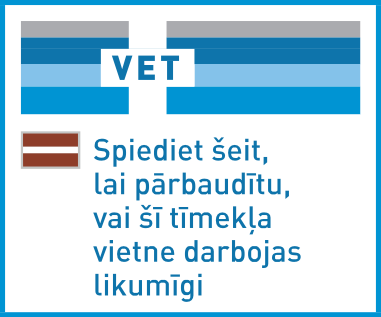 VET
Spiediet šeit,
lai pārbaudītu,
vai šī tīmekļa
vietne darbojas
likumīgi